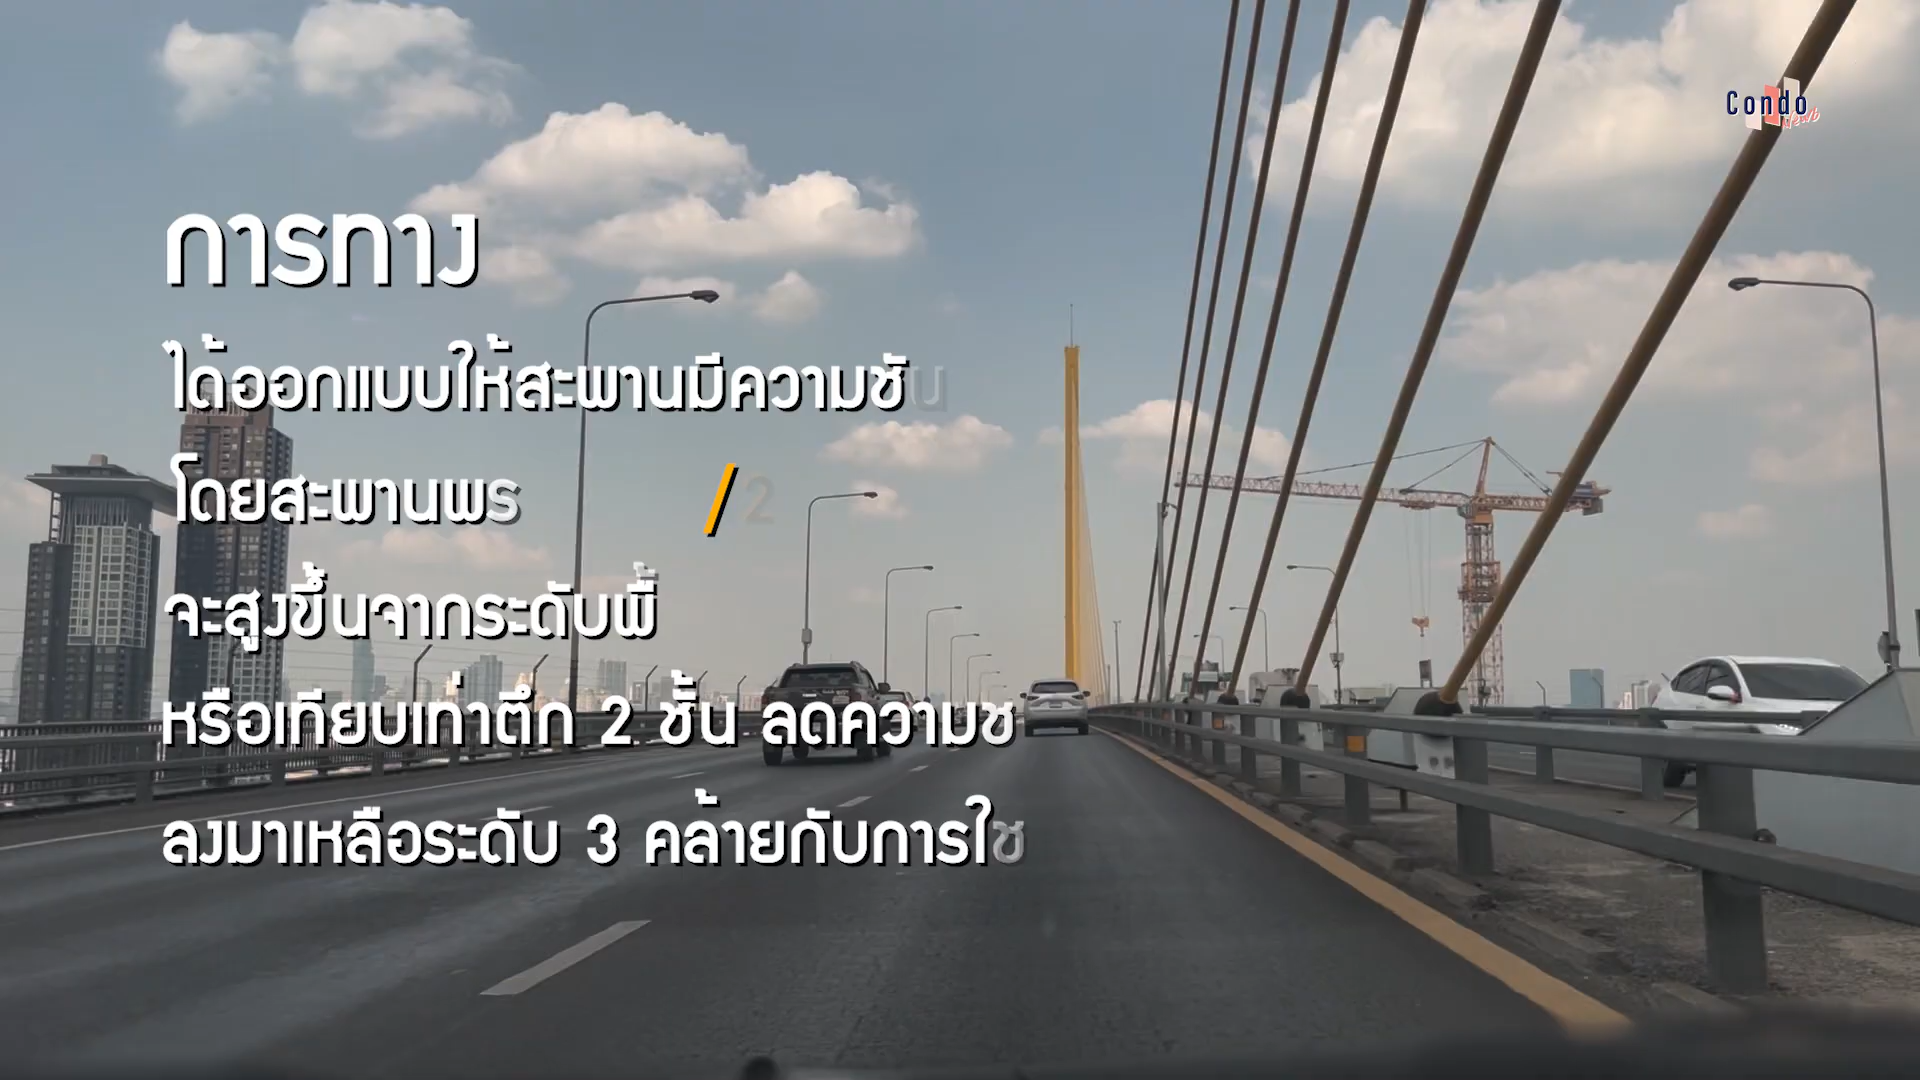 Condo
การทาง
ได้ออกแบบให้สะพานมีความชัน
โดยสะพานพร /2
จะสูงขึ้นจากระดับพื้
หรือเทียบเท่าตึก 2 ชั้น ลดความช
ลงมาเหลือระดับ 3 คล้ายกับการใช